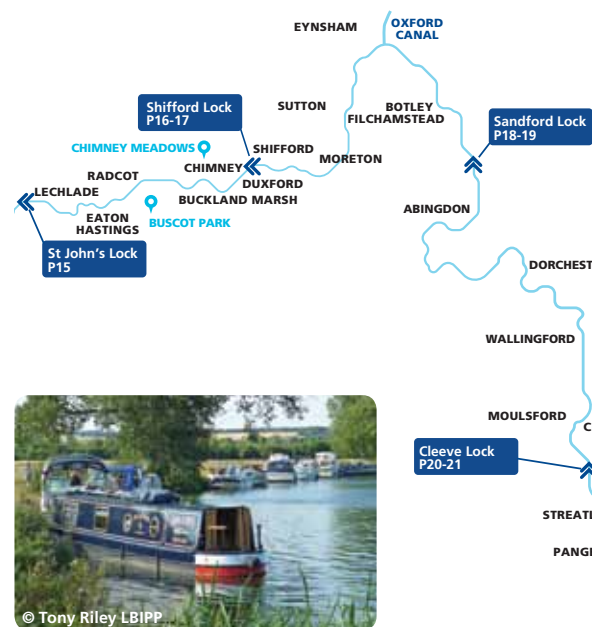 EYNSHAM
OXFORD
CANAL
Shifford Lock
P16-17
SUTTON
BOTLEY
FILCHAMSTEAD
Sandford Lock
P18-19
CHIMNEY MEADOWS
SHIFFORD
CHIMNEY
MORETON
RADCOT
DUXFORD
LECHLADE
BUCKLAND MARSH
ABINGDON
EATON
HASTINGS
BUSCOT PARK
St John's Lock
P15
DORCHEST
WALLINGFORD
MOULSFORD
C
Cleeve Lock
P20-21
STREATL
PANGB
© Tony Riley LBIPP